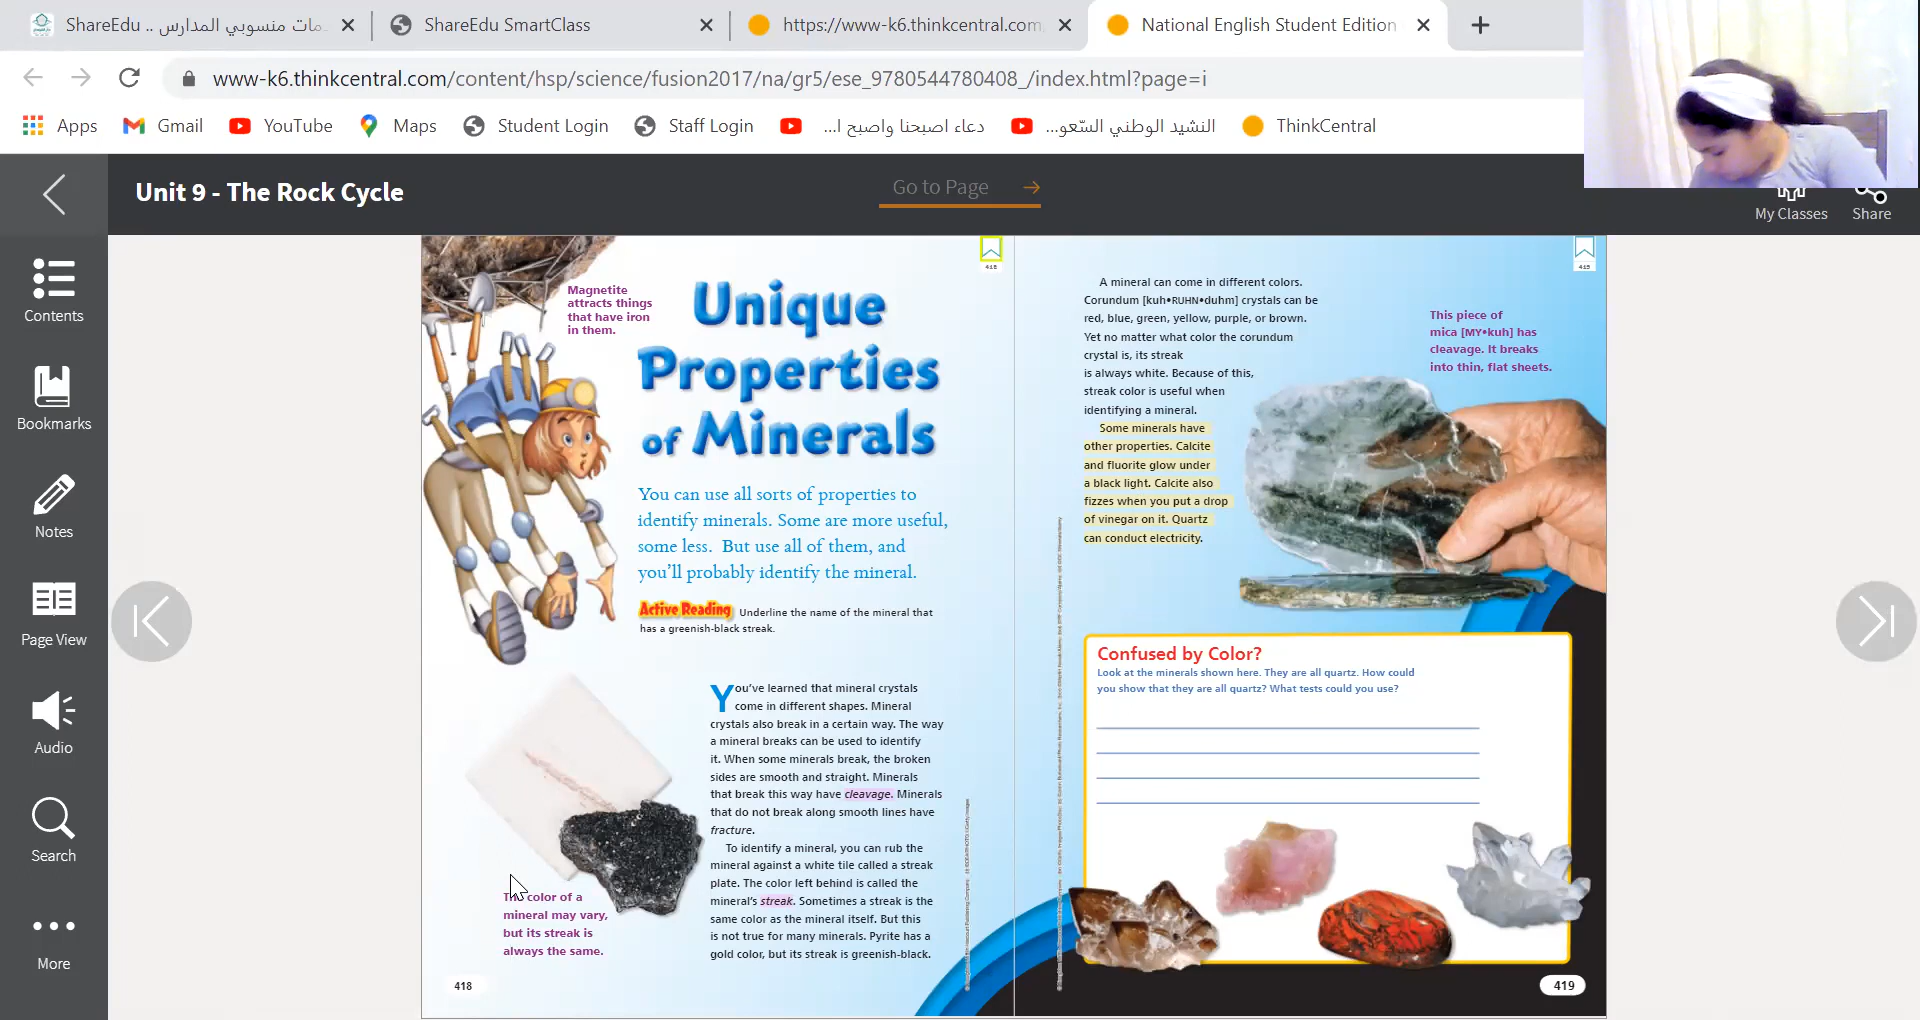 ShareEdu .. خدمات منسوبي المدارس
ShareEdu SmartClass
https://www-k6.thinkcentral.com
National English Student Edition
www-k6.thinkcentral.com/content/hsp/science/fusion2017/na/gr5/ese_9780544780408_/index.html?page=i
Apps
Gmail
YouTube
Maps
Student Login
Staff Login
دعاء اصبحنا واصبح ا...
النشيد الوطني السّعو...
ThinkCentral
Unit 9 - The Rock Cycle
Go to Page
My Classes
Share
Contents
Bookmarks
Notes
Page View
Audio
Search
More
418
Magnetite
attracts things
that have iron
in them.
Unique
Properties
of Minerals
You can use all sorts of properties to
identify minerals. Some are more useful,
some less. But use all of them, and
you'll probably identify the mineral.
Active Reading Underline the name of the mineral that
has a greenish-black streak.
You've learned that mineral crystals
come in different shapes. Mineral
crystals also break in a certain way. The way
a mineral breaks can be used to identify
it. When some minerals break, the broken
sides are smooth and straight. Minerals
that break this way have cleavage. Minerals
that do not break along smooth lines have
fracture.
To identify a mineral, you can rub the
mineral against a white tile called a streak
plate. The color left behind is called the
mineral's streak. Sometimes a streak is the
same color as the mineral itself. But this
is not true for many minerals. Pyrite has a
gold color, but its streak is greenish-black.
The color of a
mineral may vary,
but its streak is
always the same.
418
419
A mineral can come in different colors.
Corundum [kuh•RUHN•duhm] crystals can be
red, blue, green, yellow, purple, or brown.
Yet no matter what color the corundum
crystal is, its streak
is always white. Because of this,
streak color is useful when
identifying a mineral.
Some minerals have
other properties. Calcite
and fluorite glow under
a black light. Calcite also
fizzes when you put a drop
of vinegar on it. Quartz
can conduct electricity.
This piece of
mica [MY•kuh] has
cleavage. It breaks
into thin, flat sheets.
Confused by Color?
Look at the minerals shown here. They are all quartz. How could
you show that they are all quartz? What tests could you use?
419